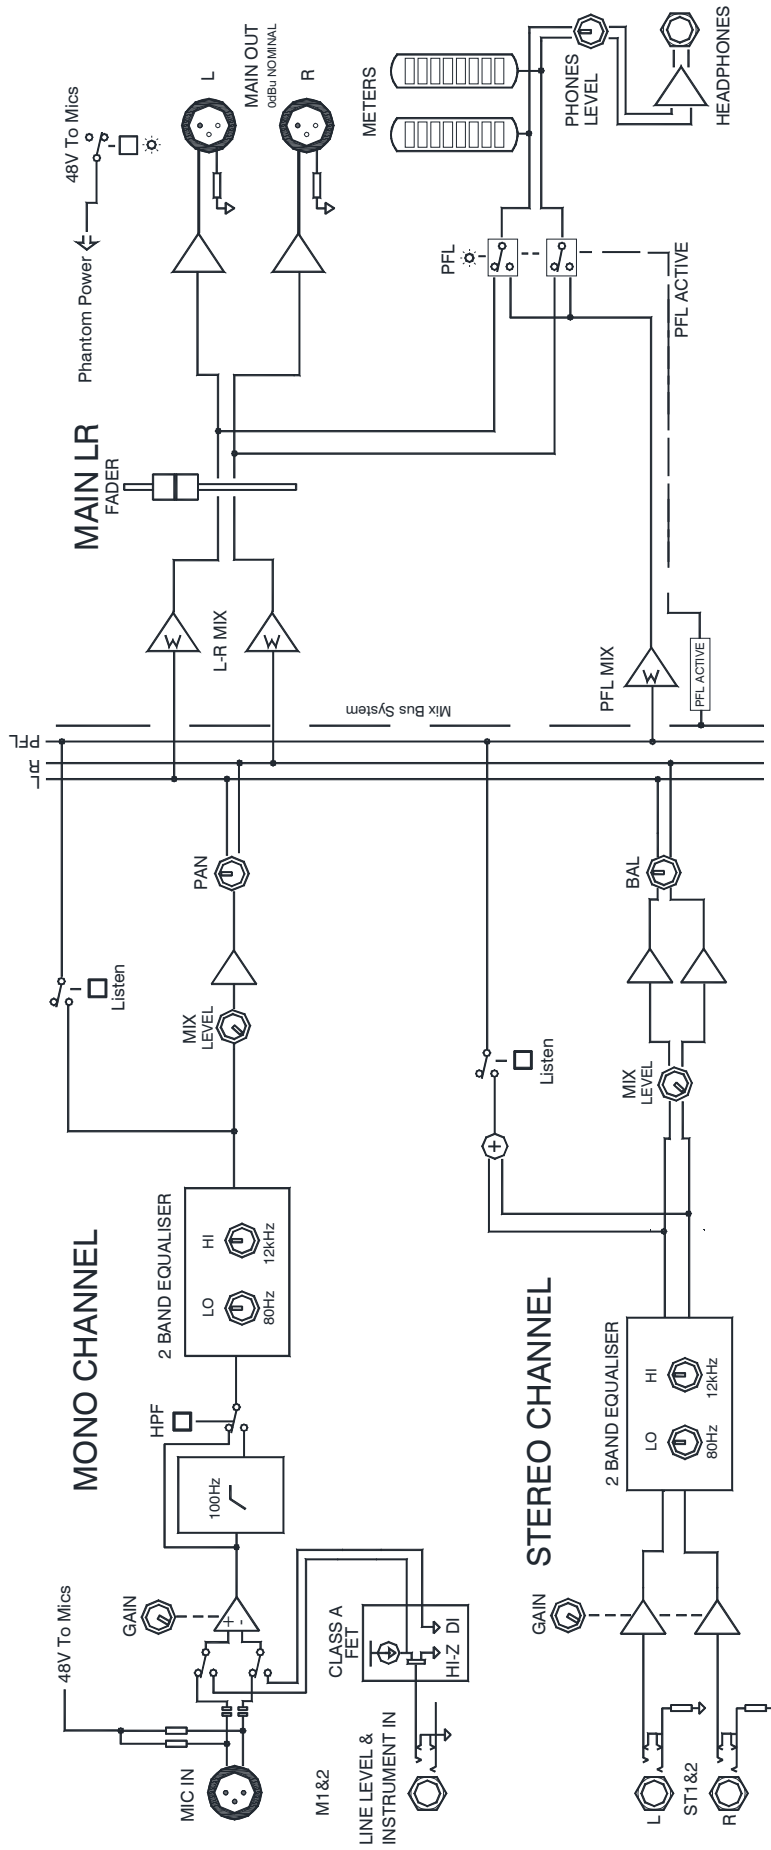 MONO CHANNEL
48V To Mics
MIC IN
GAIN
M1&2
LINE LEVEL &
INSTRUMENT IN
CLASS A
FET
HI-Z
DI
+
-
100Hz
HPF
2 BAND EQUALISER
LO
80Hz
HI
12kHz
MIX
LEVEL
Listen
PAN
STEREO CHANNEL
L
ST1&2
R
GAIN
2 BAND EQUALISER
LO
80Hz
HI
12kHz
+
Listen
MIX
LEVEL
BAL
L
R
PFL
Mix Bus System
L-R MIX
PFL MIX
PFL ACTIVE
MAIN LR
FADER
Phantom Power
48V To Mics
L
MAIN OUT
0dBu NOMINAL
R
PFL
PFL ACTIVE
METERS
PHONES
LEVEL
HEADPHONES